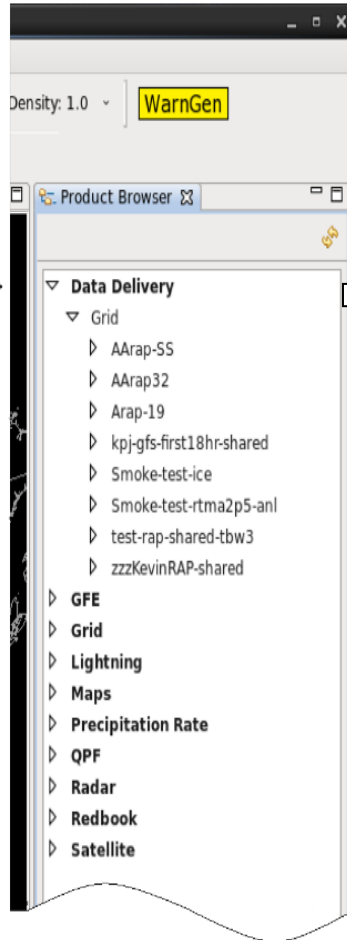 Density: 1.0
WarnGen
Product Browser
Data Delivery
Grid
AArap-SS
AArap32
Arap-19
kpj-gfs-first18hr-shared
Smoke-test-ice
Smoke-test-rtma2p5-anl
test-rap-shared-tbw3
zzzKevinRAP-shared
GFE
Grid
Lightning
Maps
Precipitation Rate
QPF
Radar
Redbook
Satellite